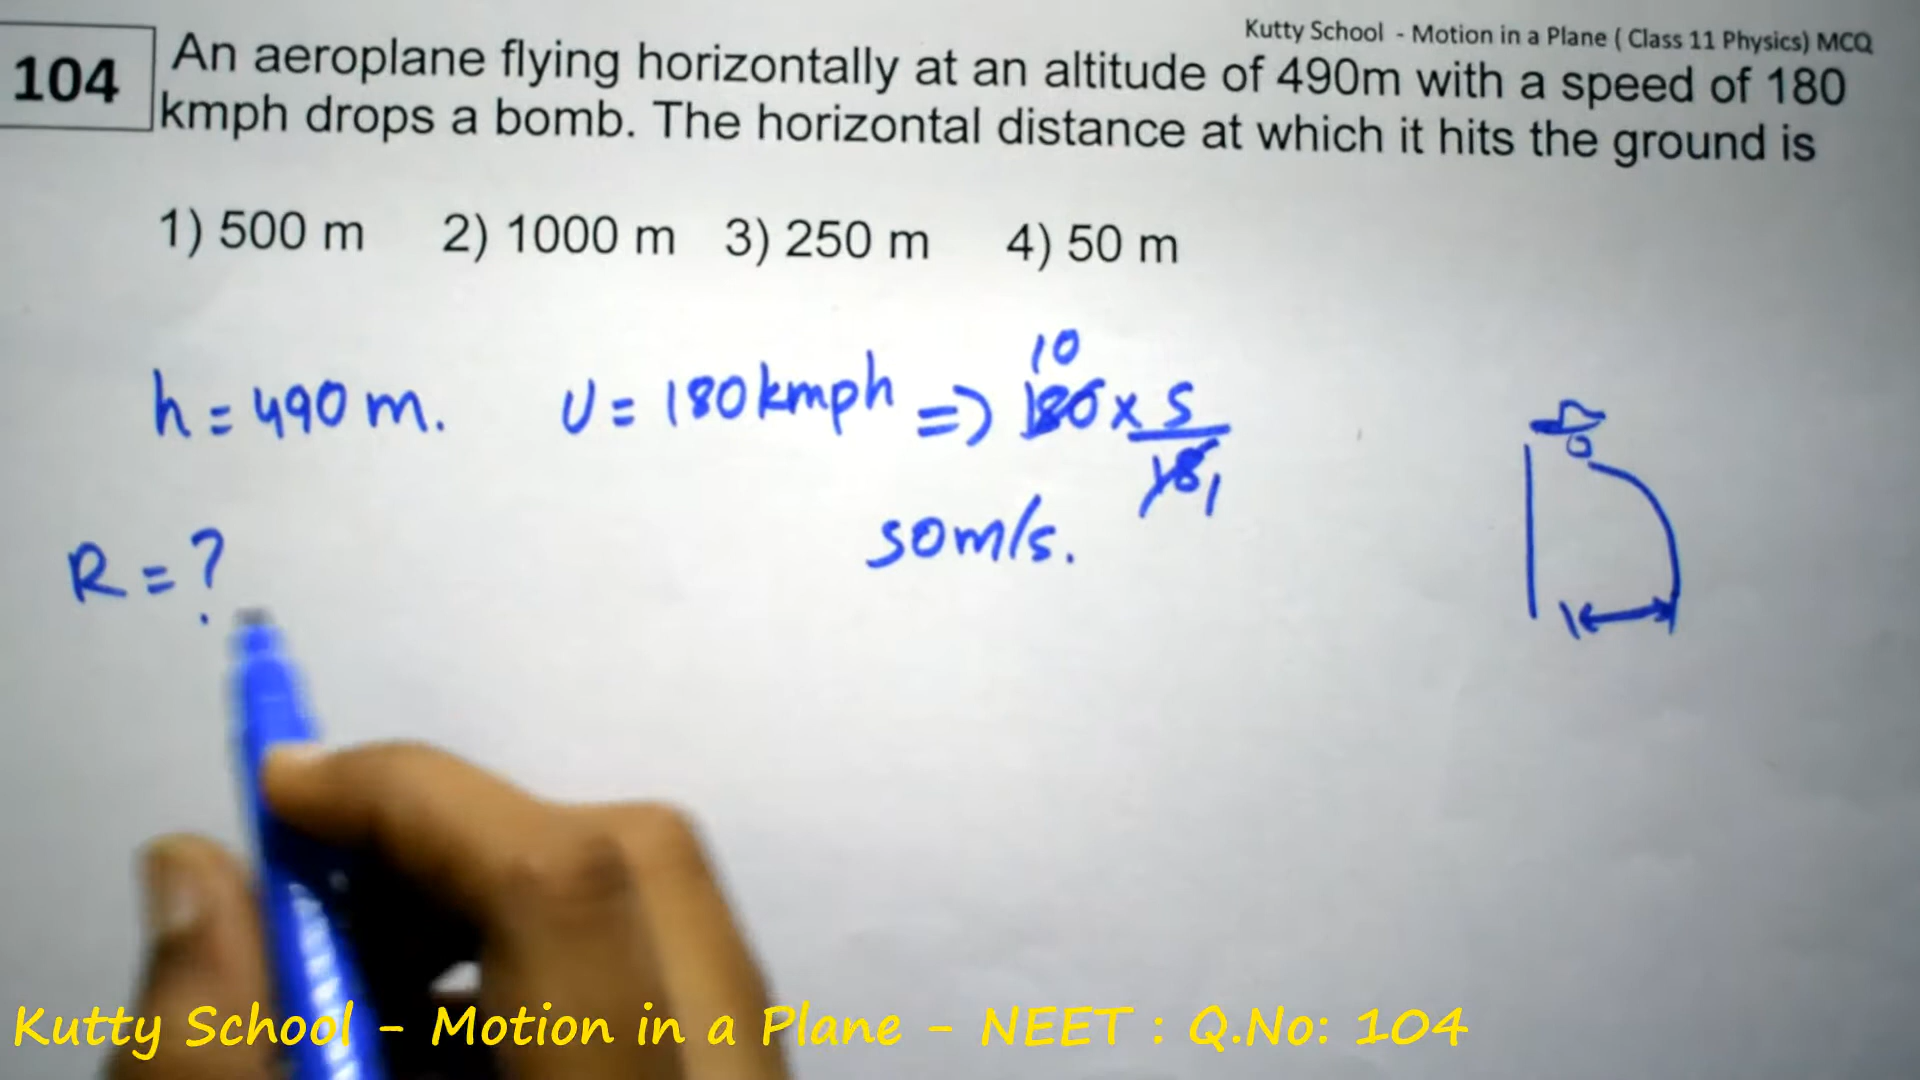 Kutty School - Motion in a Plane ( Class 11 Physics) MCQ
104
An aeroplane flying horizontally at an altitude of 490m with a speed of 180
kmph drops a bomb. The horizontal distance at which it hits the ground is
1) 500 m 2) 1000 m 3) 250 m 4) 50 m
10
h = 490 m. U = 180 kmph => 180 x 5
18 1
50 m/s.
R = ?
Kutty School - Motion in a Plane - NEET : Q.No: 104